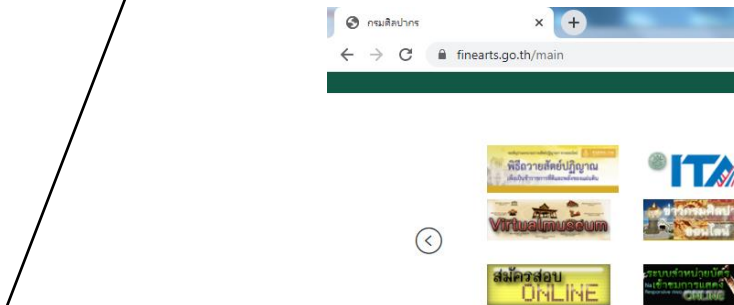 กรมศิลปากร
finearts.go.th/main
พิธีถวายสัตย์ปฏิญาณ
ITA
Virtualmuseum
ข่าวกรมศิลป
ออนไลน์
สมัครสอบ
ONLINE
ระบบจำหน่ายบัตร
เข้าชมการแสดง
ONLINE